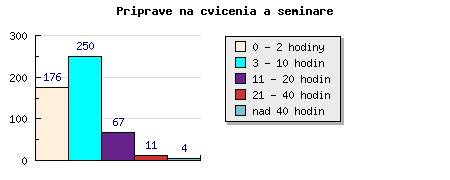 Priprave na cvicenia a seminare
300
250
0 - 2 hodiny
3 - 10 hodin
200
176
11 - 20 hodin
21 - 40 hodin
nad 40 hodin
100
67
11
4
0